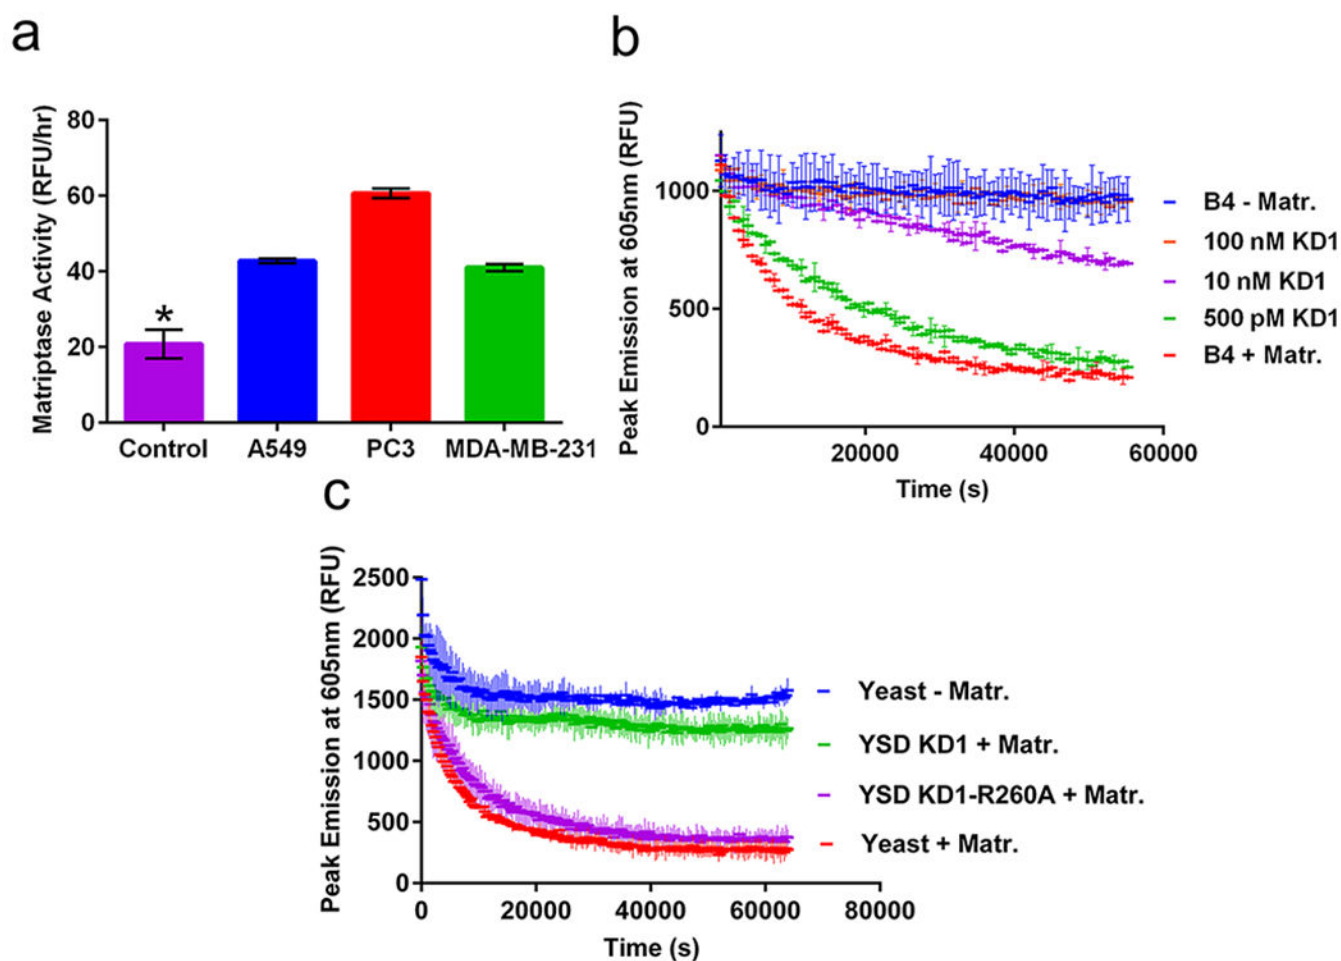 a
Matriptase Activity (RFU/hr)
80
60
40
20
0
*
Control A549 PC3 MDA-MB-231
b
Peak Emission at 605nm (RFU)
1000
500
0
20000 40000 60000
Time (s)
B4 - Matr.
100 nM KD1
10 nM KD1
500 pM KD1
B4 + Matr.
c
Peak Emission at 605nm (RFU)
2500
2000
1500
1000
500
0
0 20000 40000 60000 80000
Time (s)
Yeast - Matr.
YSD KD1 + Matr.
YSD KD1-R260A + Matr.
Yeast + Matr.